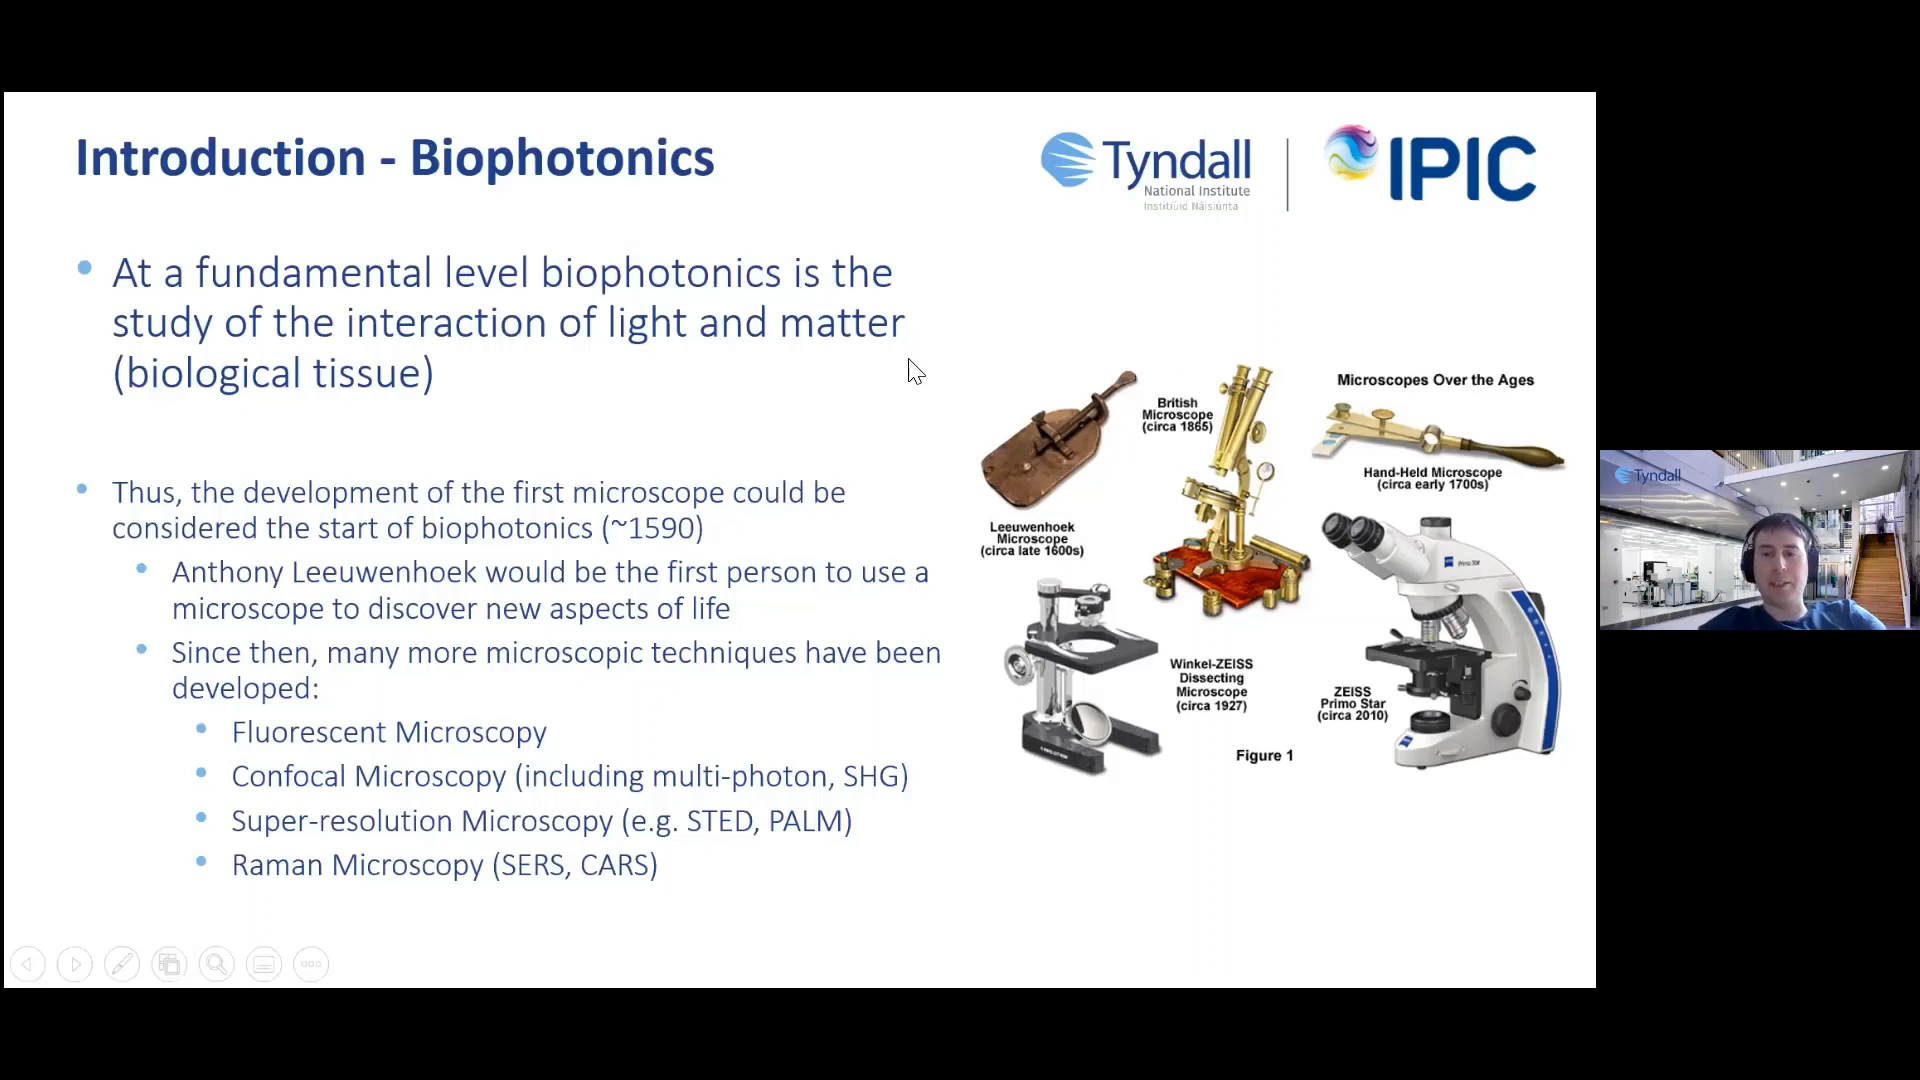 Introduction - Biophotonics
Tyndall
National Institute
Institiúid Náisiúnta
IPIC
At a fundamental level biophotonics is the
study of the interaction of light and matter
(biological tissue)
Thus, the development of the first microscope could be
considered the start of biophotonics (~1590)
Anthony Leeuwenhoek would be the first person to use a
microscope to discover new aspects of life
Since then, many more microscopic techniques have been
developed:
Fluorescent Microscopy
Confocal Microscopy (including multi-photon, SHG)
Super-resolution Microscopy (e.g. STED, PALM)
Raman Microscopy (SERS, CARS)
Microscopes Over the Ages
British
Microscope
(circa 1865)
Hand-Held Microscope
(circa early 1700s)
Leeuwenhoek
Microscope
(circa late 1600s)
Winkel-ZEISS
Dissecting
Microscope
(circa 1927)
ZEISS
Primo Star
(circa 2010)
Primo Star
Figure 1
Tyndall